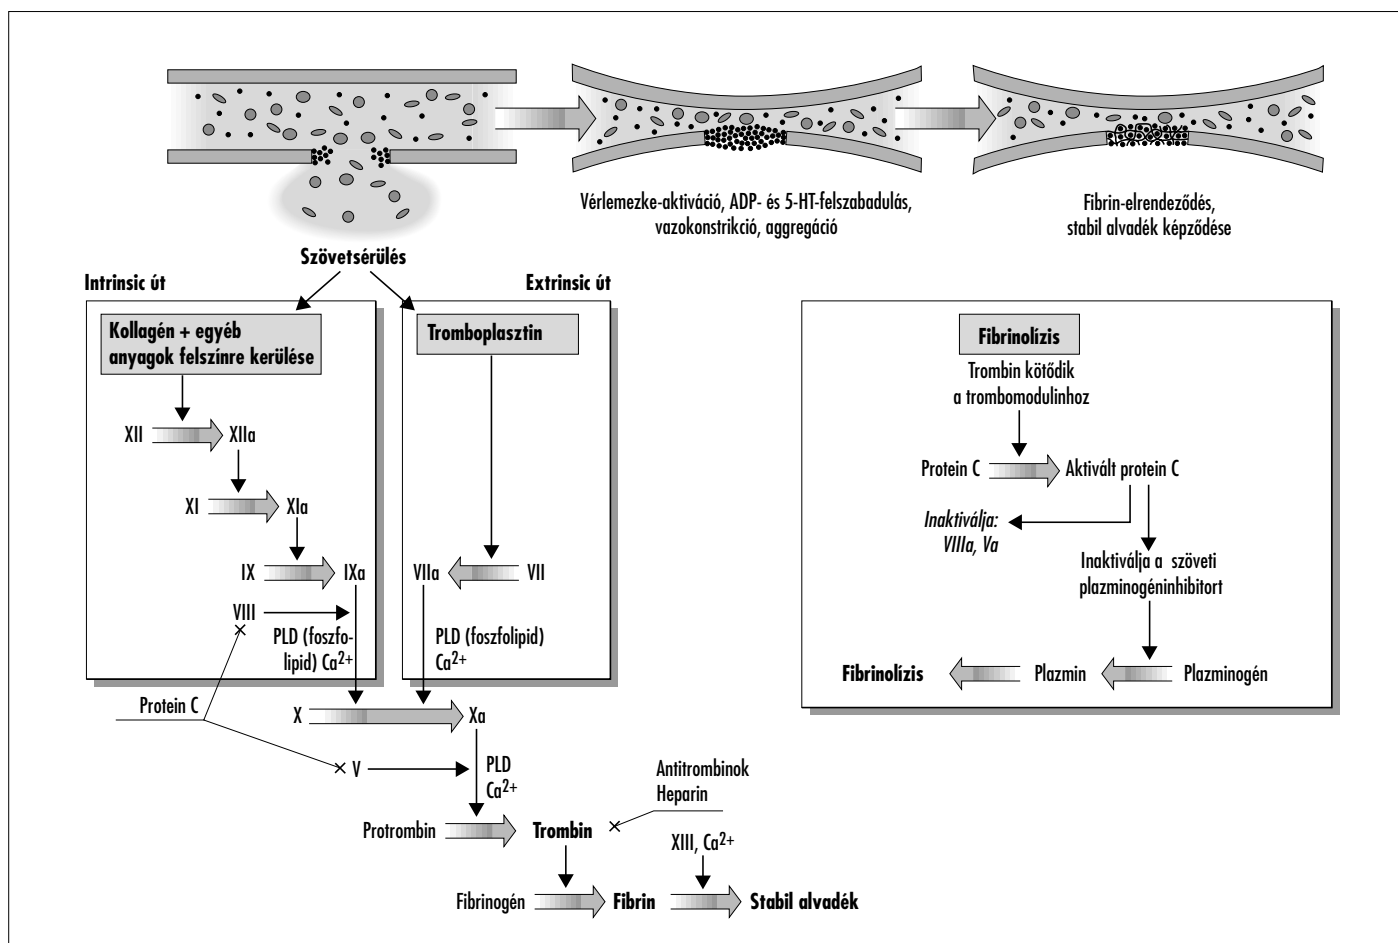 Vérlemezke-aktiváció, ADP- és 5-HT-felszabadulás,
vazokonstrikció, aggregáció
Fibrin-elrendeződés,
stabil alvadék képződése
Szövetsérülés
Intrinsic út
Extrinsic út
Kollagén + egyéb
anyagok felszínre kerülése
Tromboplasztin
XII
XIIa
XI
XIa
IX
IXa
VIIa
VII
VIII
PLD (foszfo-
lipid) Ca2+
PLD (foszfolipid)
Ca2+
Protein C
X
Xa
V
PLD
Ca2+
Antitrombinok
Heparin
Protrombin
Trombin
XIII, Ca2+
Fibrinogén
Fibrin
Stabil alvadék
Fibrinolízis
Trombin kötődik
a trombomodulinhoz
Protein C
Aktivált protein C
Inaktiválja:
VIIIa, Va
Inaktiválja a szöveti
plazminogéninhibitort
Fibrinolízis
Plazmin
Plazminogén